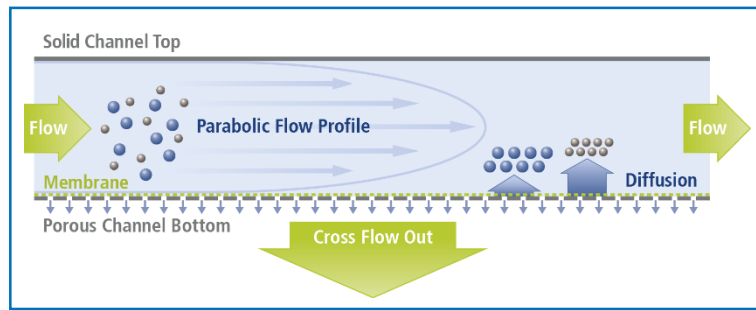 Solid Channel Top
Flow
Parabolic Flow Profile
Flow
Membrane
Diffusion
Porous Channel Bottom
Cross Flow Out